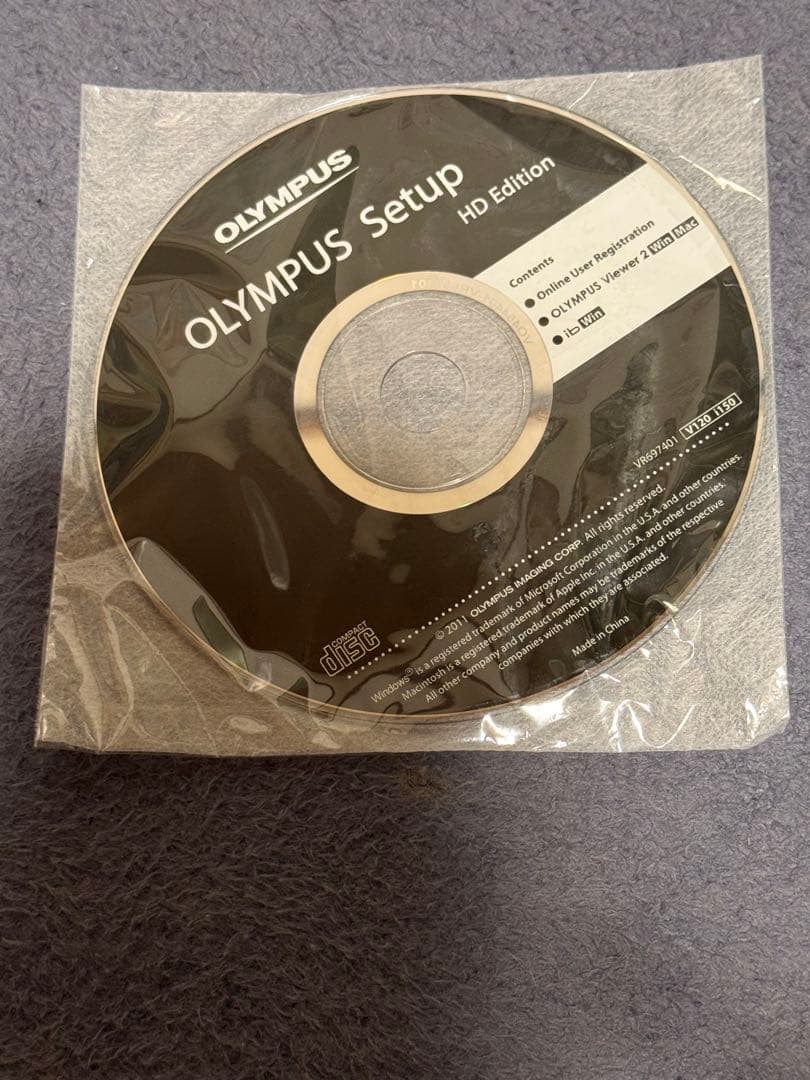 OLYMPUS
OLYMPUS Setup
HD Edition
Contents
● Online User Registration
● OLYMPUS Viewer 2 Win Mac
● ib Win
VR697401 V120 i150
© 2011 OLYMPUS IMAGING CORP. All rights reserved.
Windows® is a registered trademark of Microsoft Corporation in the U.S.A. and other countries.
Macintosh is a registered trademark of Apple Inc. in the U.S.A. and other countries.
All other company and product names may be trademarks of the respective
companies with which they are associated.
Made in China
COMPACT
disc